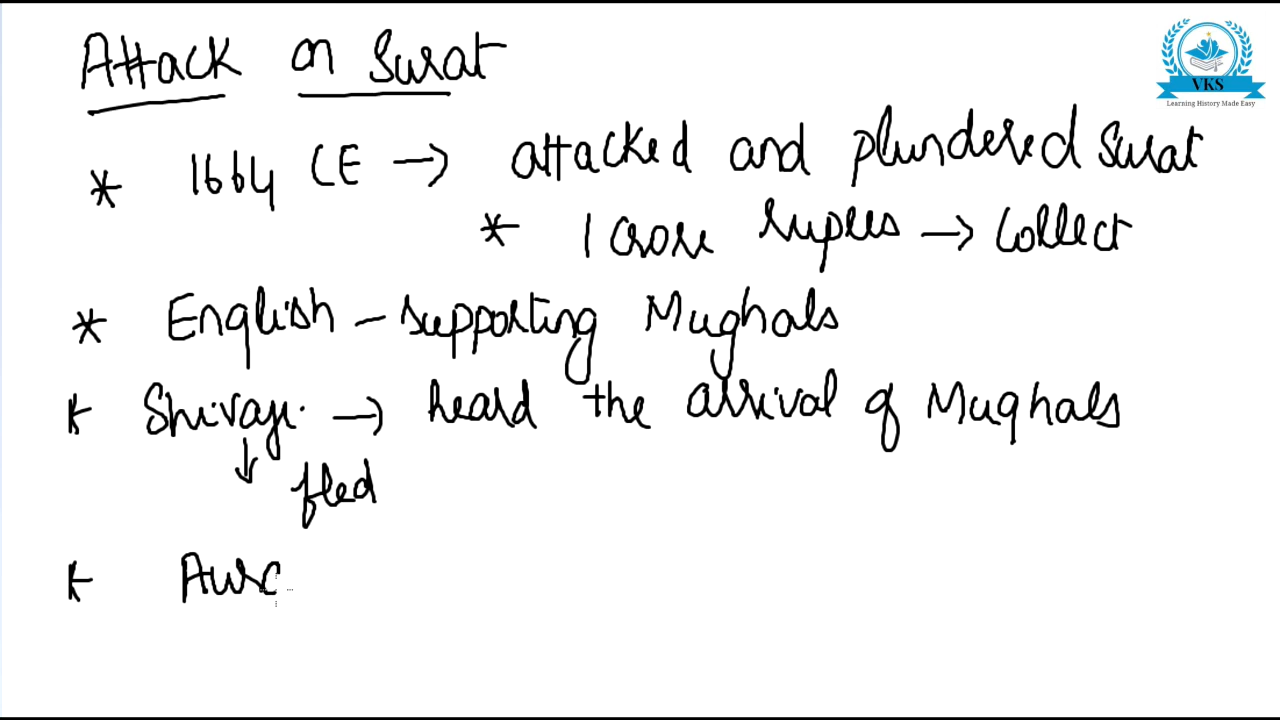 Attack on Surat
VKS
Learning History Made Easy
* 1664 CE → attacked and plundered Surat
* 1 crore rupees → Collect
* English – supporting Mughals
* Shivaji → heard the arrival of Mughals
↓ fled
* Aura